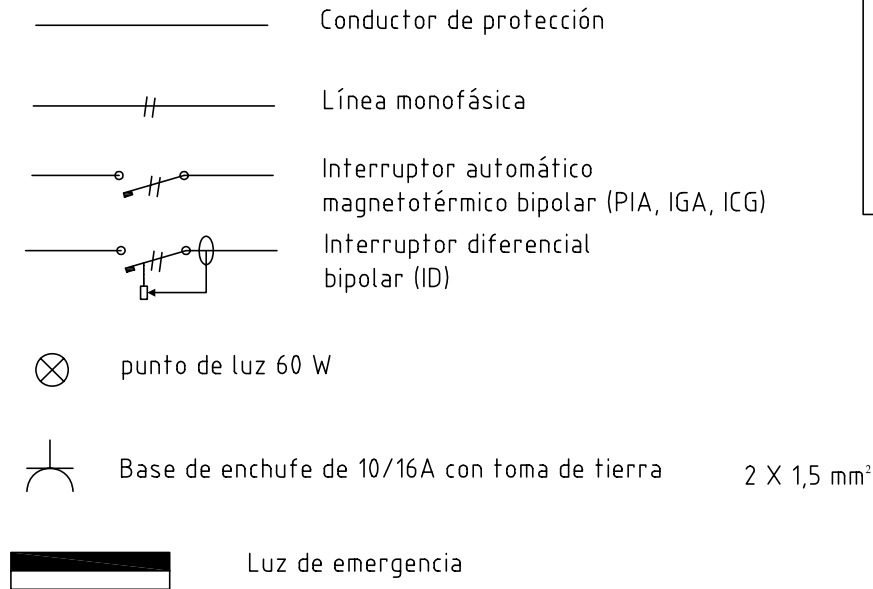 Conductor de protección
Línea monofásica
Interruptor automático
magnetotérmico bipolar (PIA, IGA, ICG)
Interruptor diferencial
bipolar (ID)
punto de luz 60 W
Base de enchufe de 10/16A con toma de tierra
2 X 1,5 mm²
Luz de emergencia